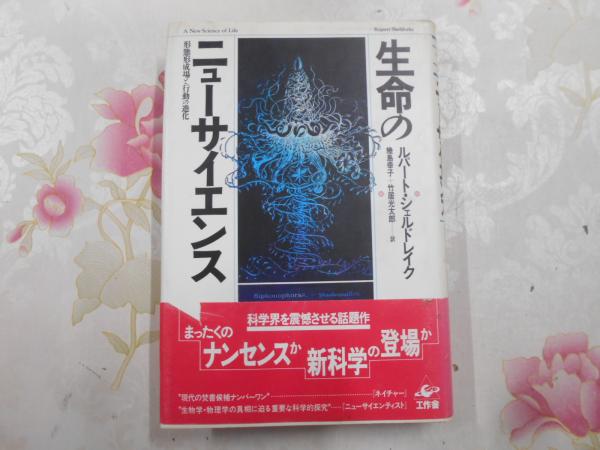 A New Science of Life
Rupert Sheldrake
生命の
ニューサイエンス
形態形成場と行動の進化
ルパート・シェルドレイク
幾島幸子・竹居光太郎──訳
Siphonophorae. — Staatsquallen.
科学界を震憾させる話題作
まったくの
ナンセンスか
新科学の登場か
"現代の焚書候補ナンバーワン"──『ネイチャー』
"生物学・物理学の真相に迫る重要な科学的探究"──『ニューサイエンティスト』
工作舎